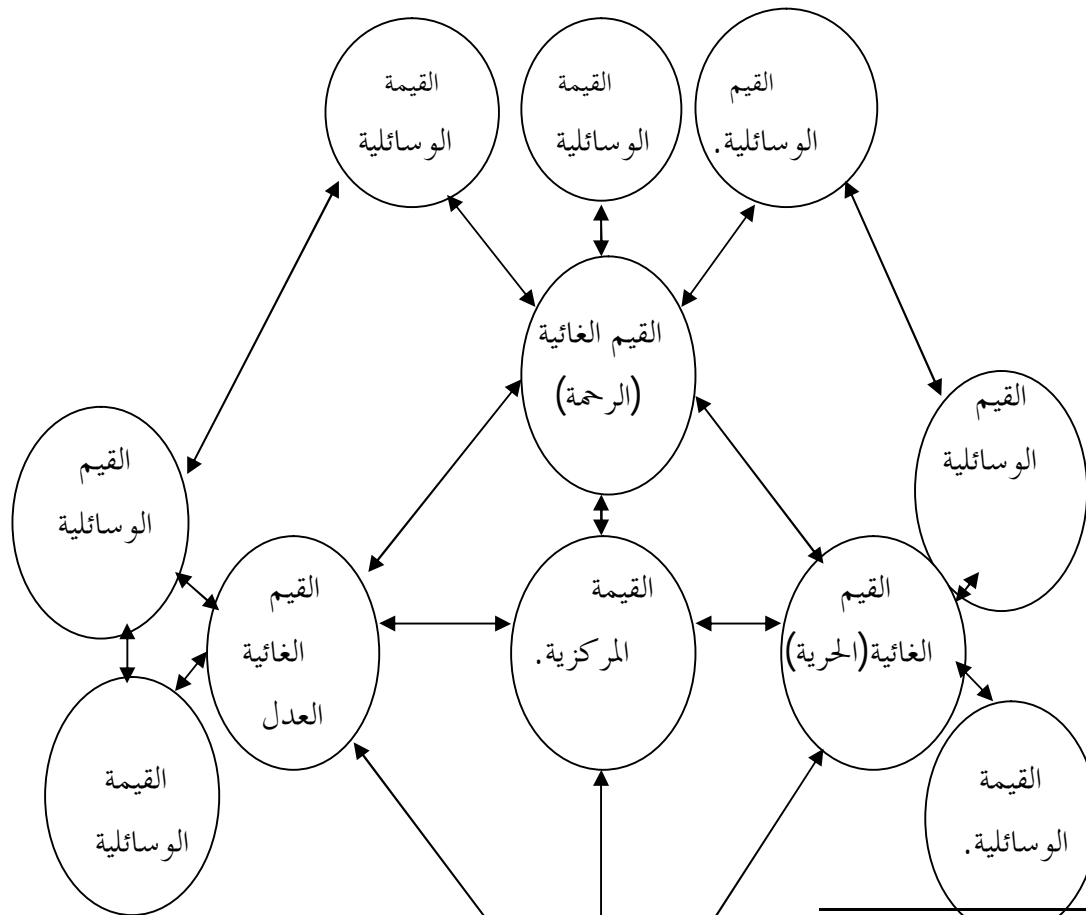 القيم
الوسائلية.
القيمة
الوسائلية
القيمة
الوسائلية
القيم الغائية
(الرحمة)
القيم
الوسائلية
القيم
الوسائلية
القيم
الغائية(الحرية)
القيمة
المركزية.
القيم
الغائية
العدل
القيمة
الوسائلية.
القيمة
الوسائلية